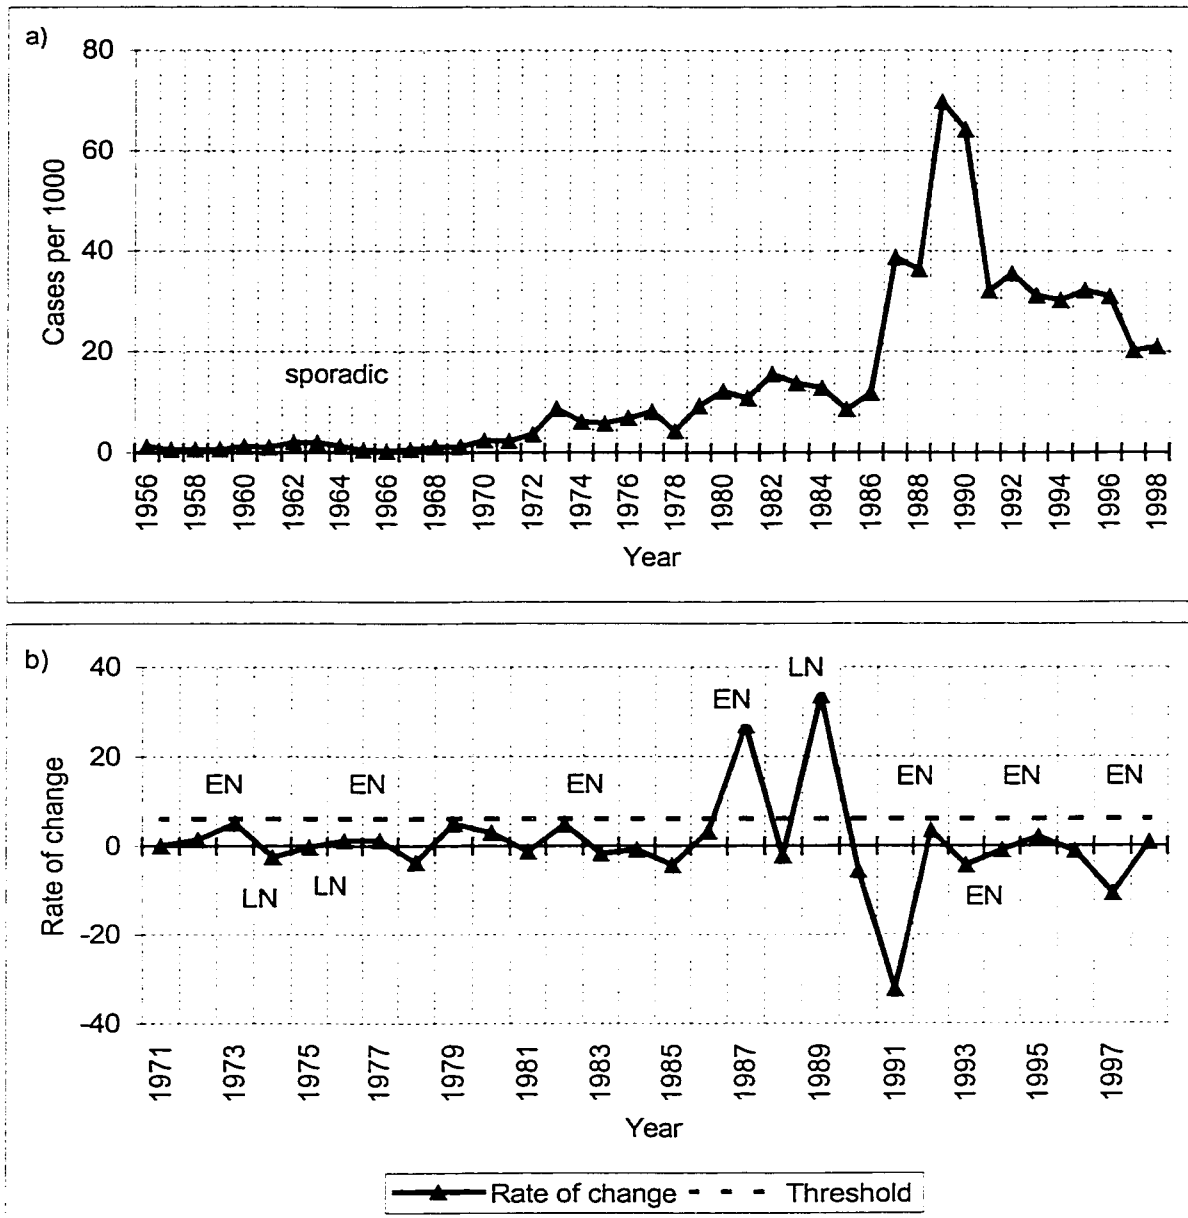 a)
80
60
40
20
0
Cases per 1000
sporadic
1956 1958 1960 1962 1964 1966 1968 1970 1972 1974 1976 1978 1980 1982 1984 1986 1988 1990 1992 1994 1996 1998
Year
b)
40
20
0
-20
-40
Rate of change
LN
EN
EN EN EN EN EN EN
LN LN EN
1971 1973 1975 1977 1979 1981 1983 1985 1987 1989 1991 1993 1995 1997
Year
Rate of change Threshold